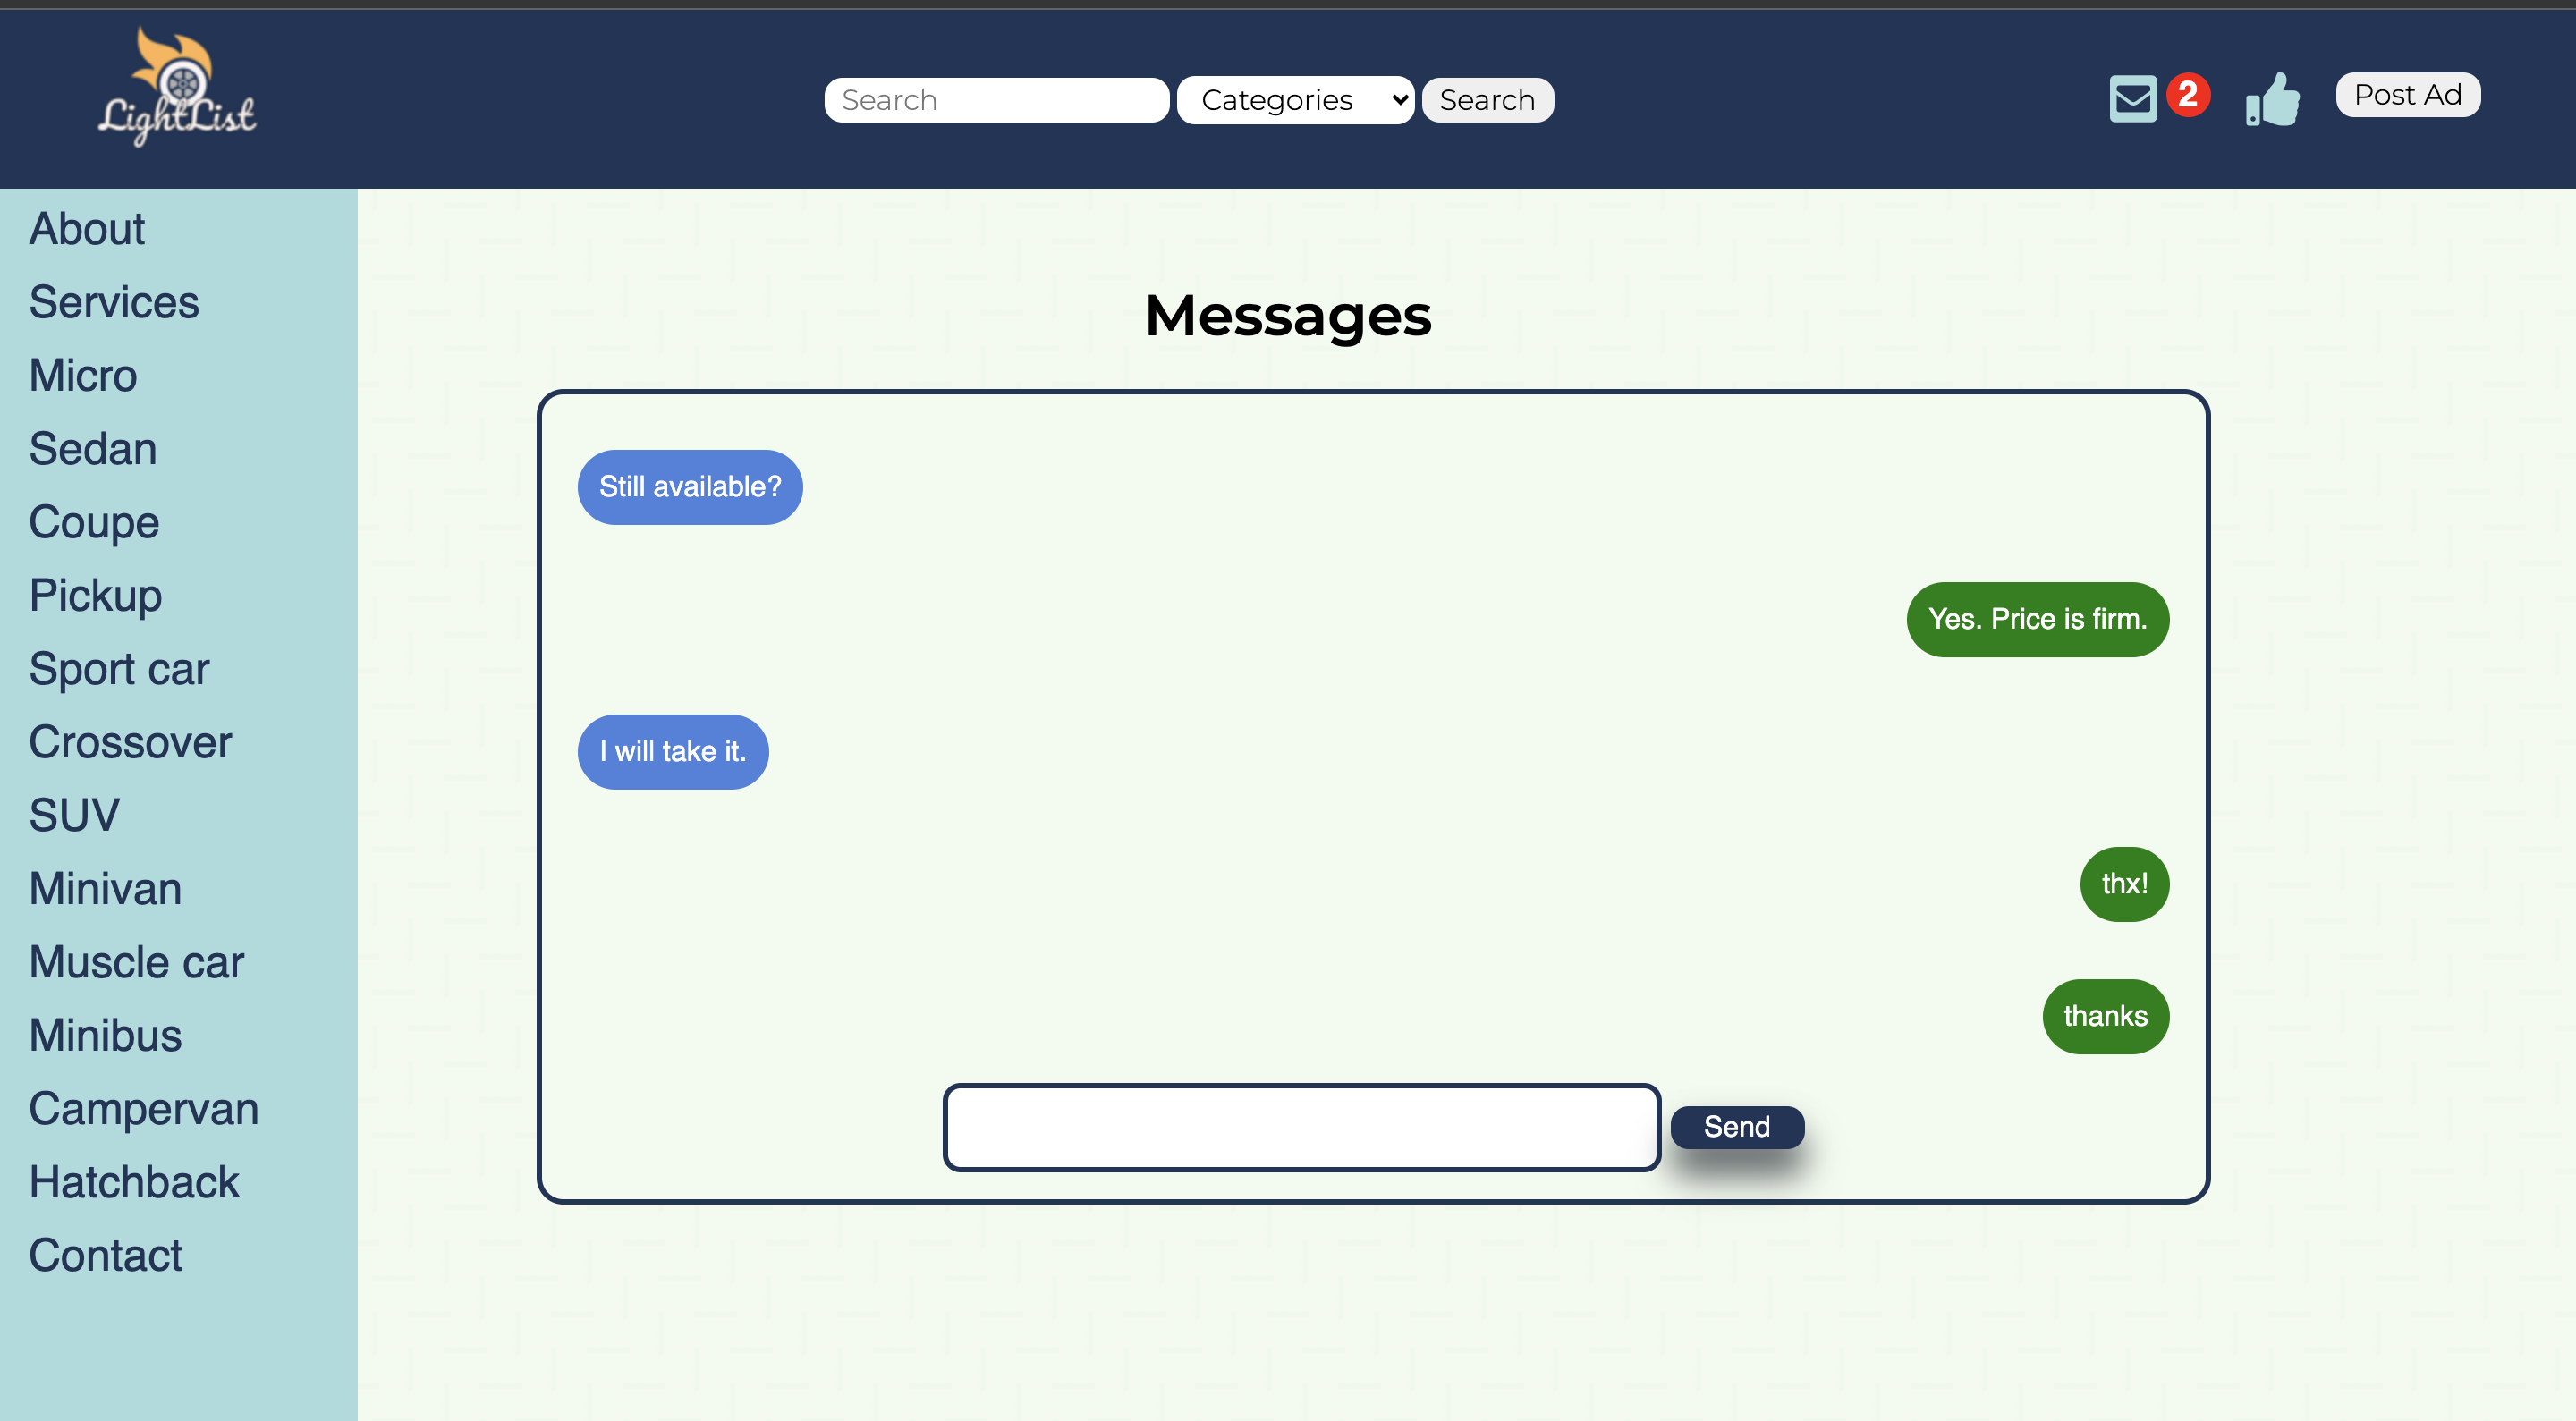 LightList
Search
Categories
Search
2
Post Ad
About
Services
Micro
Sedan
Coupe
Pickup
Sport car
Crossover
SUV
Minivan
Muscle car
Minibus
Campervan
Hatchback
Contact
Messages
Still available?
Yes. Price is firm.
I will take it.
thx!
thanks
Send